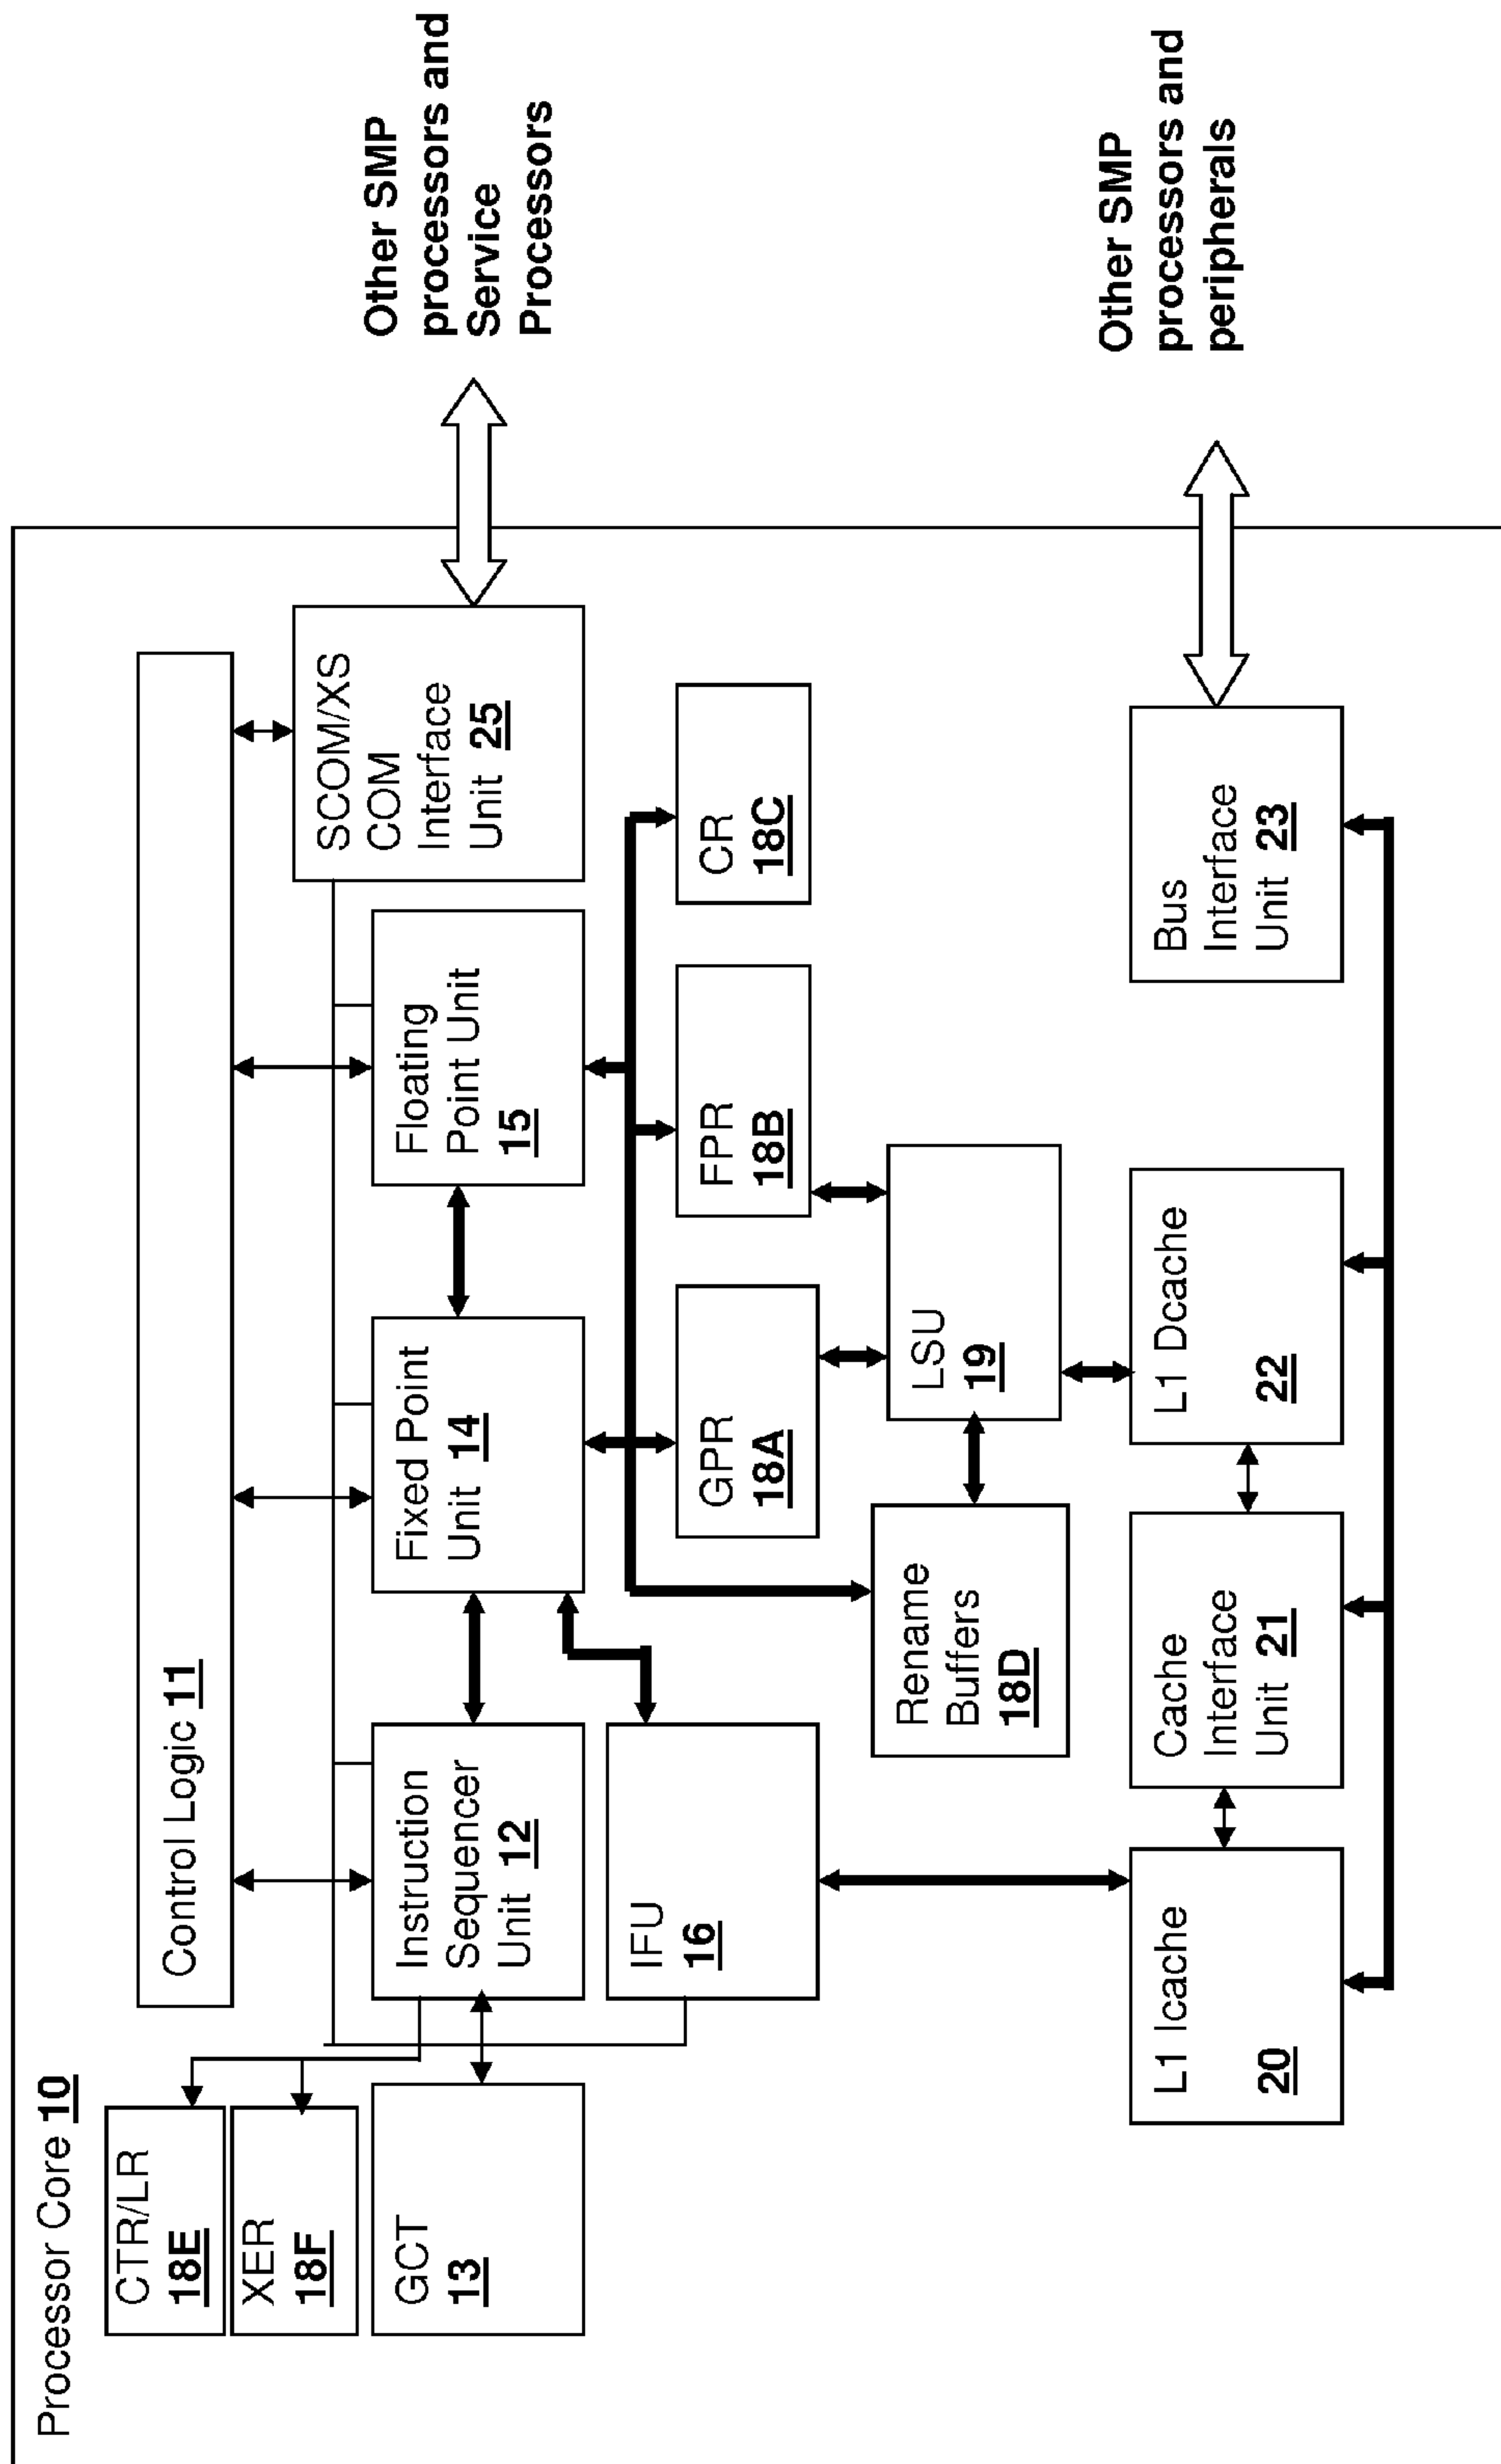 Processor Core 10
CTR/LR
18E
XER
18F
GCT
13
Control Logic 11
Instruction
Sequencer
Unit 12
Fixed Point
Unit 14
Floating
Point Unit
15
SCOM/XS
COM
Interface
Unit 25
Other SMP
processors and
Service
Processors
IFU
16
GPR
18A
FPR
18B
CR
18C
Rename
Buffers
18D
LSU
19
L1 Icache
20
Cache
Interface
Unit 21
L1 Dcache
22
Bus
Interface
Unit 23
Other SMP
processors and
peripherals